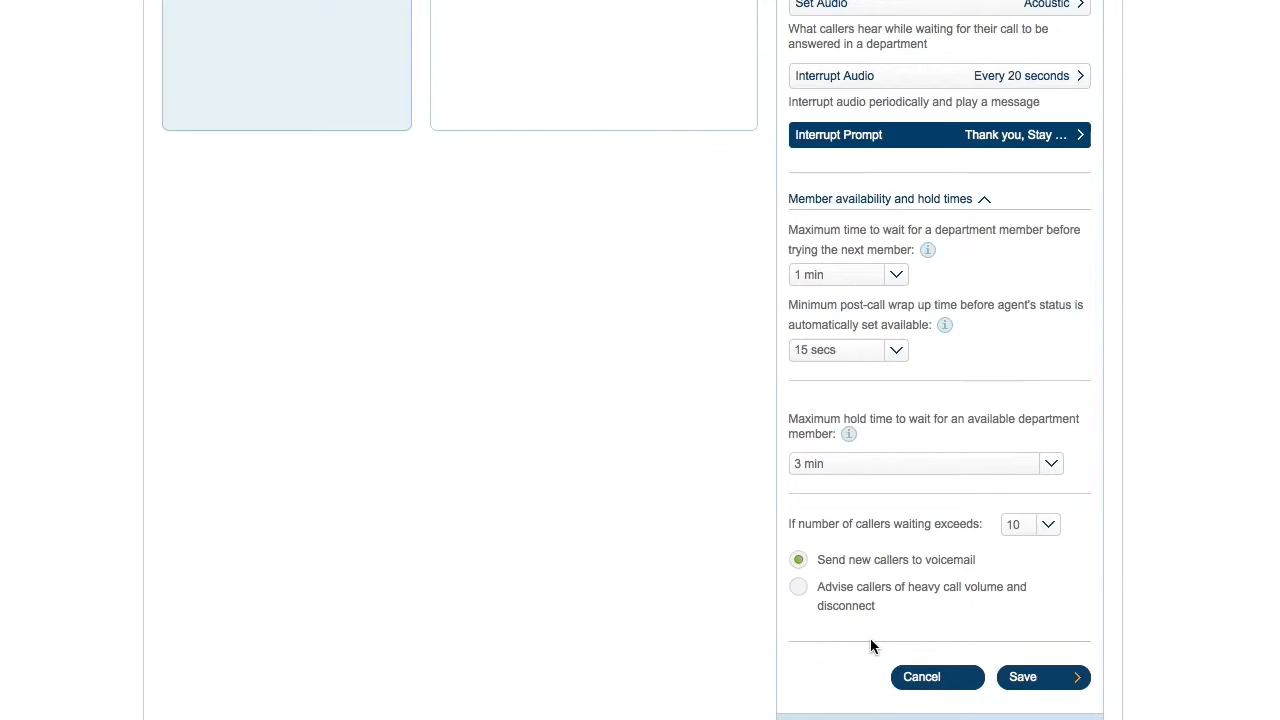 Set Audio Acoustic
What callers hear while waiting for their call to be
answered in a department
Interrupt Audio Every 20 seconds
Interrupt audio periodically and play a message
Interrupt Prompt Thank you, Stay ...
Member availability and hold times
Maximum time to wait for a department member before
trying the next member:
1 min
Minimum post-call wrap up time before agent's status is
automatically set available:
15 secs
Maximum hold time to wait for an available department
member:
3 min
If number of callers waiting exceeds: 10
Send new callers to voicemail
Advise callers of heavy call volume and
disconnect
Cancel Save